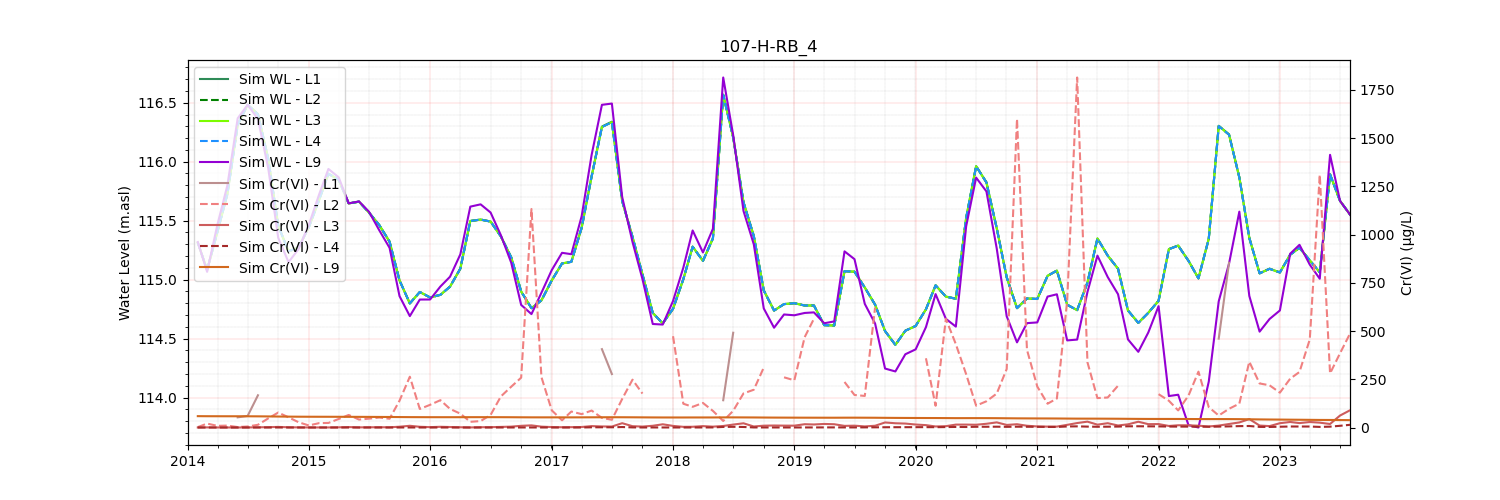 107-H-RB_4
Sim WL - L1
Sim WL - L2
Sim WL - L3
Sim WL - L4
Sim WL - L9
Sim Cr(VI) - L1
Sim Cr(VI) - L2
Sim Cr(VI) - L3
Sim Cr(VI) - L4
Sim Cr(VI) - L9
Water Level (m.asl)
116.5
116.0
115.5
115.0
114.5
114.0
Cr(VI) (µg/L)
1750
1500
1250
1000
750
500
250
0
2014 2015 2016 2017 2018 2019 2020 2021 2022 2023